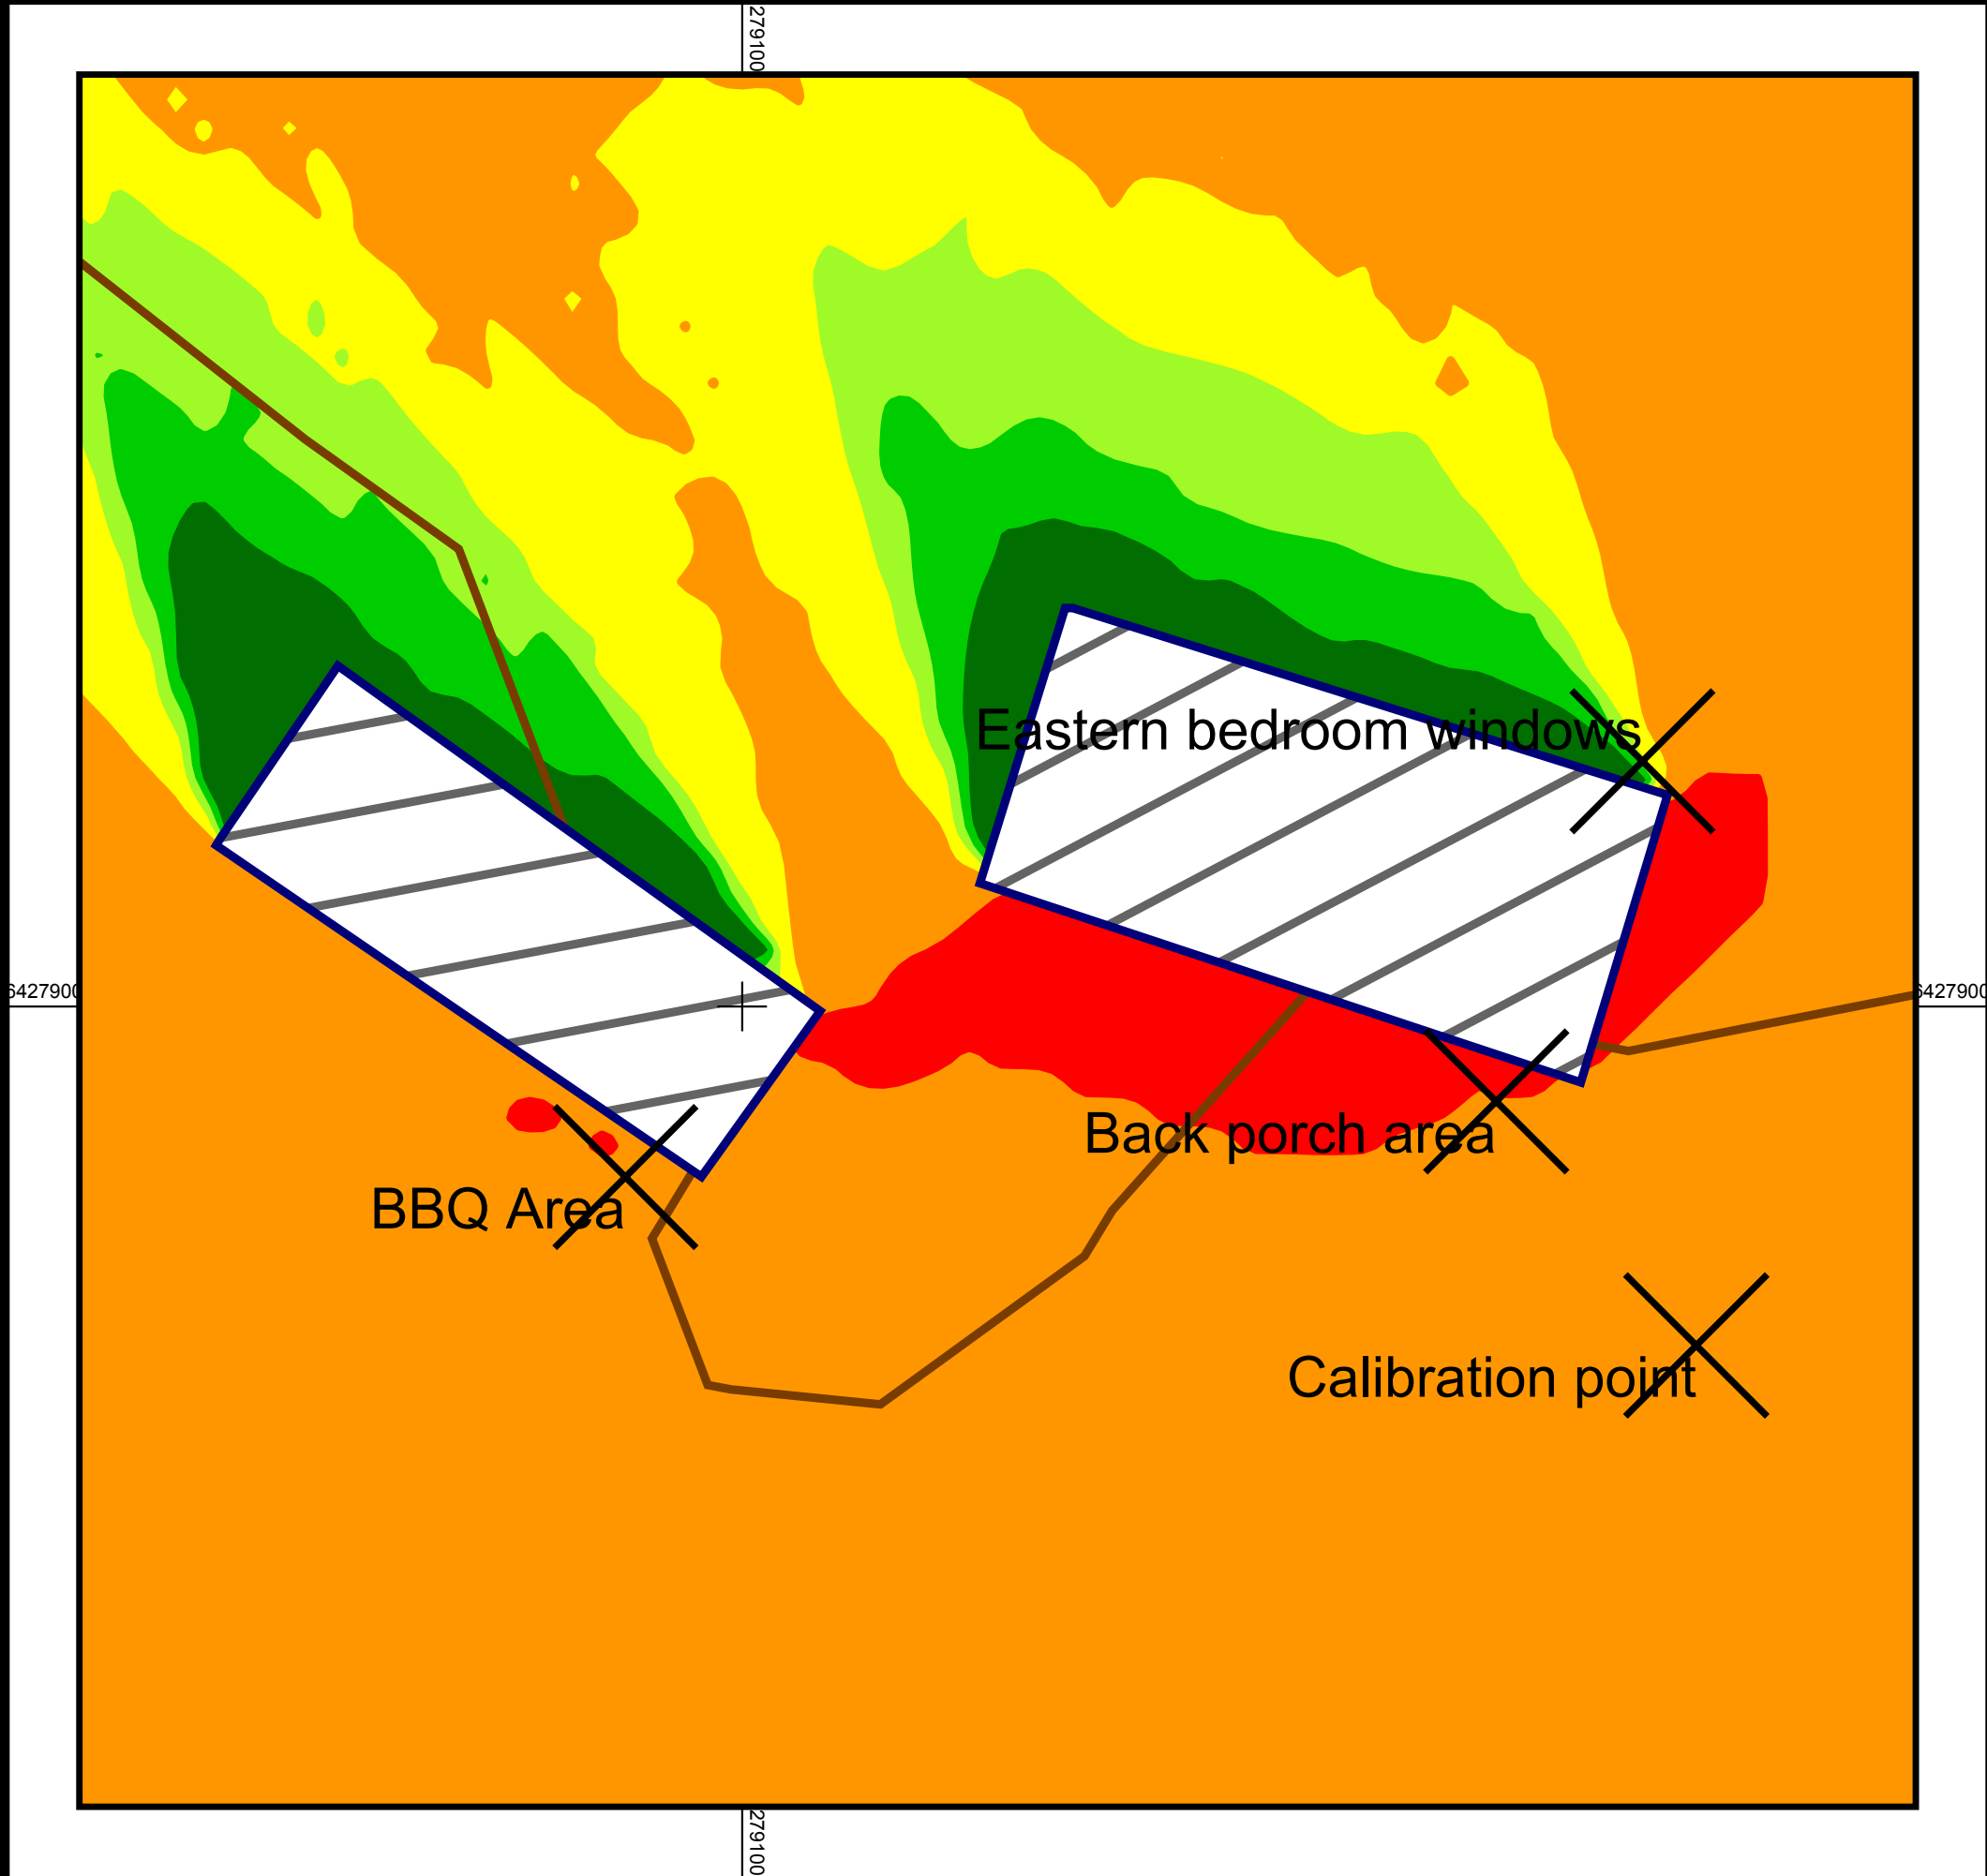 279100
Eastern bedroom windows
6427900
6427900
Back porch area
BBQ Area
Calibration point
279100